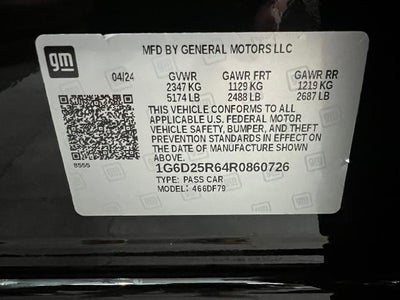 gm
MFD BY GENERAL MOTORS LLC
04/24 GVWR GAWR FRT GAWR RR
2347 KG 1129 KG 1219 KG
5174 LB 2488 LB 2687 LB
THIS VEHICLE CONFORMS TO ALL
APPLICABLE U.S. FEDERAL MOTOR
VEHICLE SAFETY, BUMPER, AND THEFT
PREVENTION STANDARDS IN EFFECT ON
THE DATE OF MANUFACTURE SHOWN
ABOVE.
8555
1G6D25R64R0860726
TYPE: PASS CAR
MODEL: 466DF79